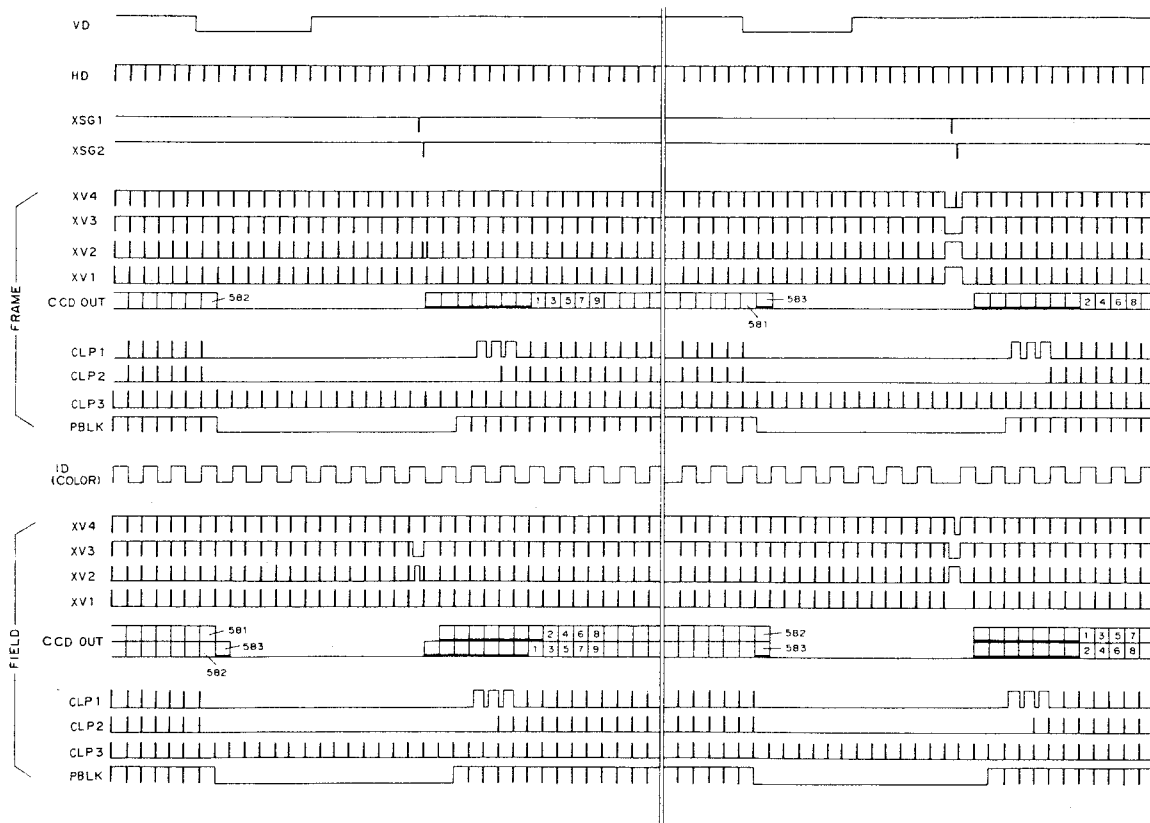 VD
HD
XSG1
XSG2
FRAME
XV4
XV3
XV2
XV1
CCD OUT 582 1 3 5 7 9 583 581 2 4 6 8
CLP1
CLP2
CLP3
PBLK
ID
(COLOR)
FIELD
XV4
XV3
XV2
XV1
CCD OUT
581 2 4 6 8 582 1 3 5 7
583 1 3 5 7 9 583 2 4 6 8
582
CLP1
CLP2
CLP3
PBLK